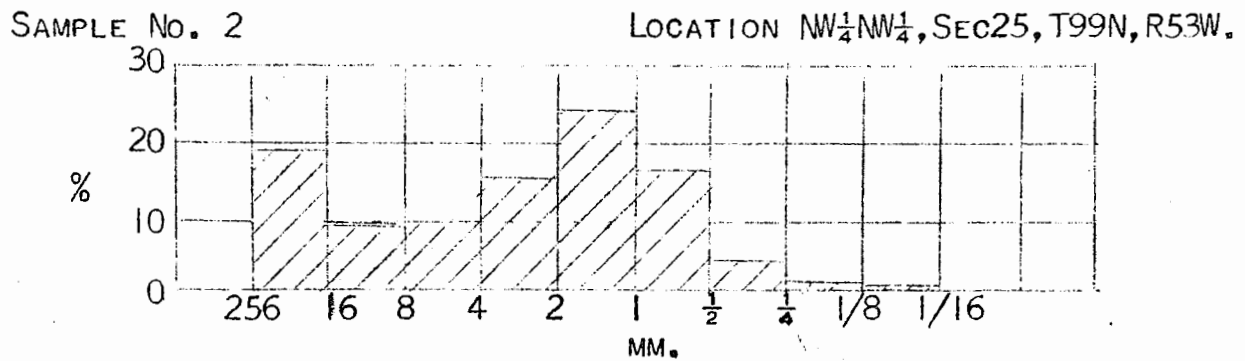 SAMPLE NO. 2
LOCATION NW¼NW¼, SEC25, T99N, R53W.
30
20
%
10
0
256 16 8 4 2 1 ½ ¼ 1/8 1/16
MM.